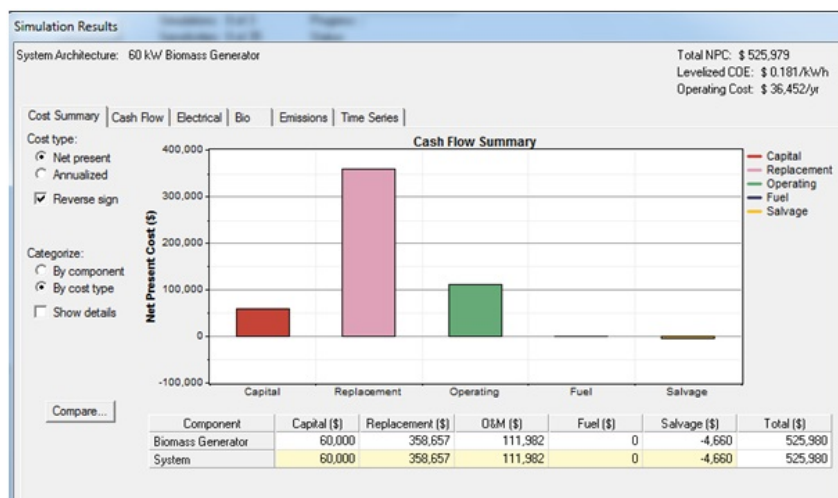 Simulation Results
System Architecture: 60 kW Biomass Generator
Total NPC: $ 525,979
Levelized COE: $ 0.181/kWh
Operating Cost: $ 36,452/yr
Cost Summary Cash Flow Electrical Bio Emissions Time Series
Cost type:
Net present
Annualized
Reverse sign
Categorize:
By component
By cost type
Show details
Compare...
Cash Flow Summary
Net Present Cost ($)
400,000
300,000
200,000
100,000
0
-100,000
Capital Replacement Operating Fuel Salvage
Capital
Replacement
Operating
Fuel
Salvage
Component Capital ($) Replacement ($) O&M ($) Fuel ($) Salvage ($) Total ($)
Biomass Generator 60,000 358,657 111,982 0 -4,660 525,980
System 60,000 358,657 111,982 0 -4,660 525,980